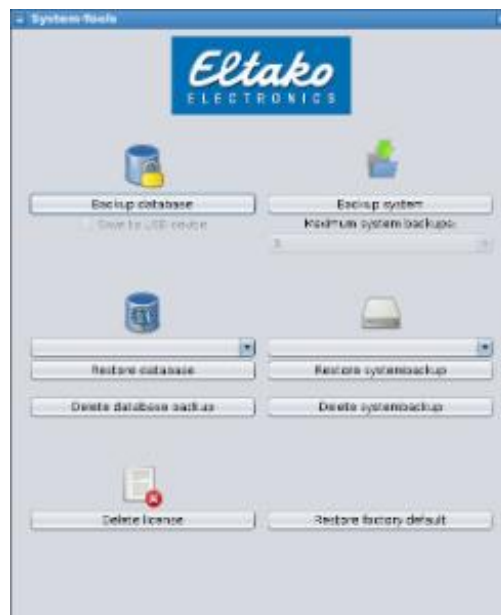 System-Tools
Eltako
ELECTRONICS
Backup database
Backup system
Save to USB device
Maximum system backups:
Restore database
Restore systembackup
Delete database backup
Delete systembackup
Delete license
Restore factory default